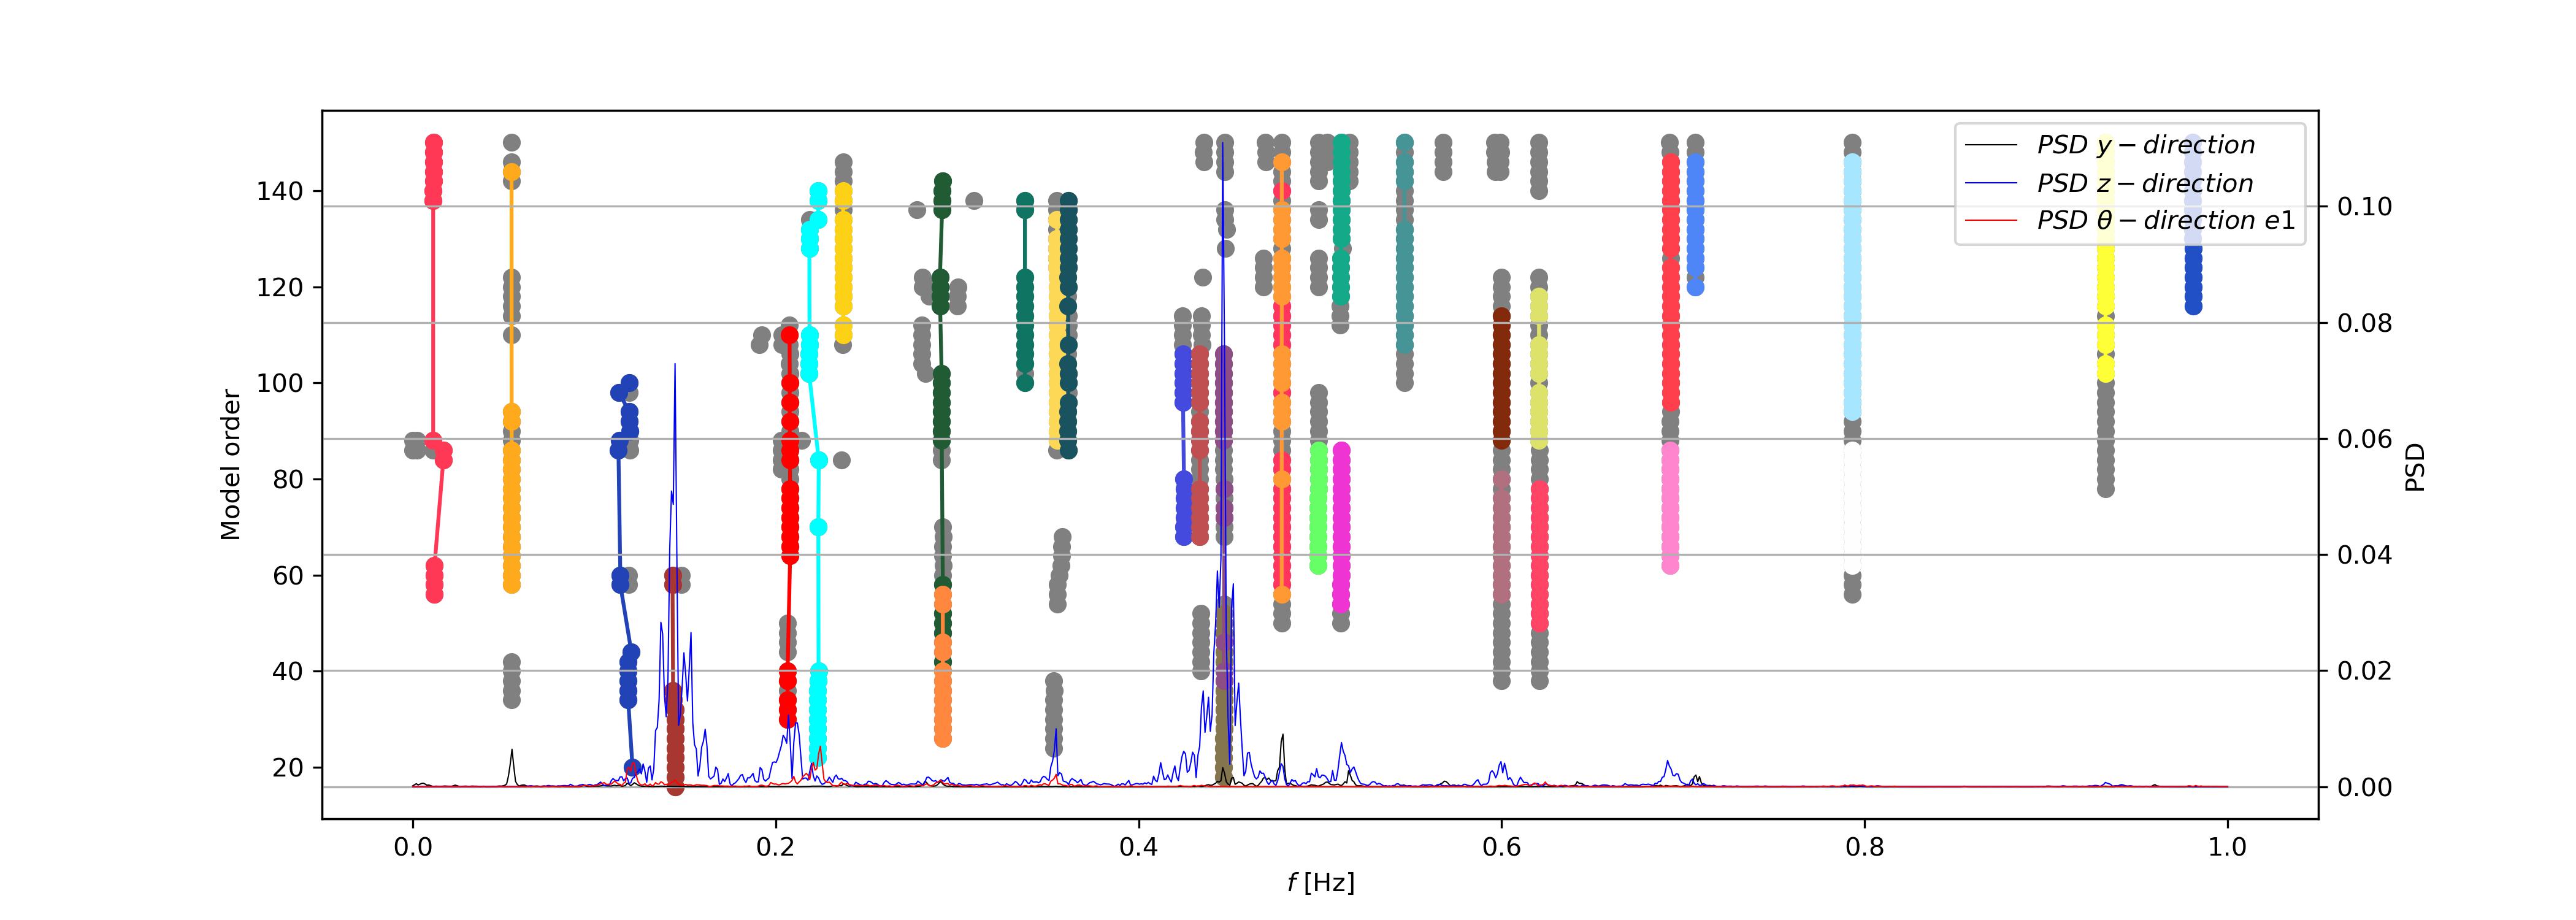 PSD y − direction
PSD z − direction
PSD θ − direction e1
Model order
140
120
100
80
60
40
20
0.10
0.08
0.06
0.04
0.02
0.00
PSD
0.0 0.2 0.4 0.6 0.8 1.0
f [Hz]